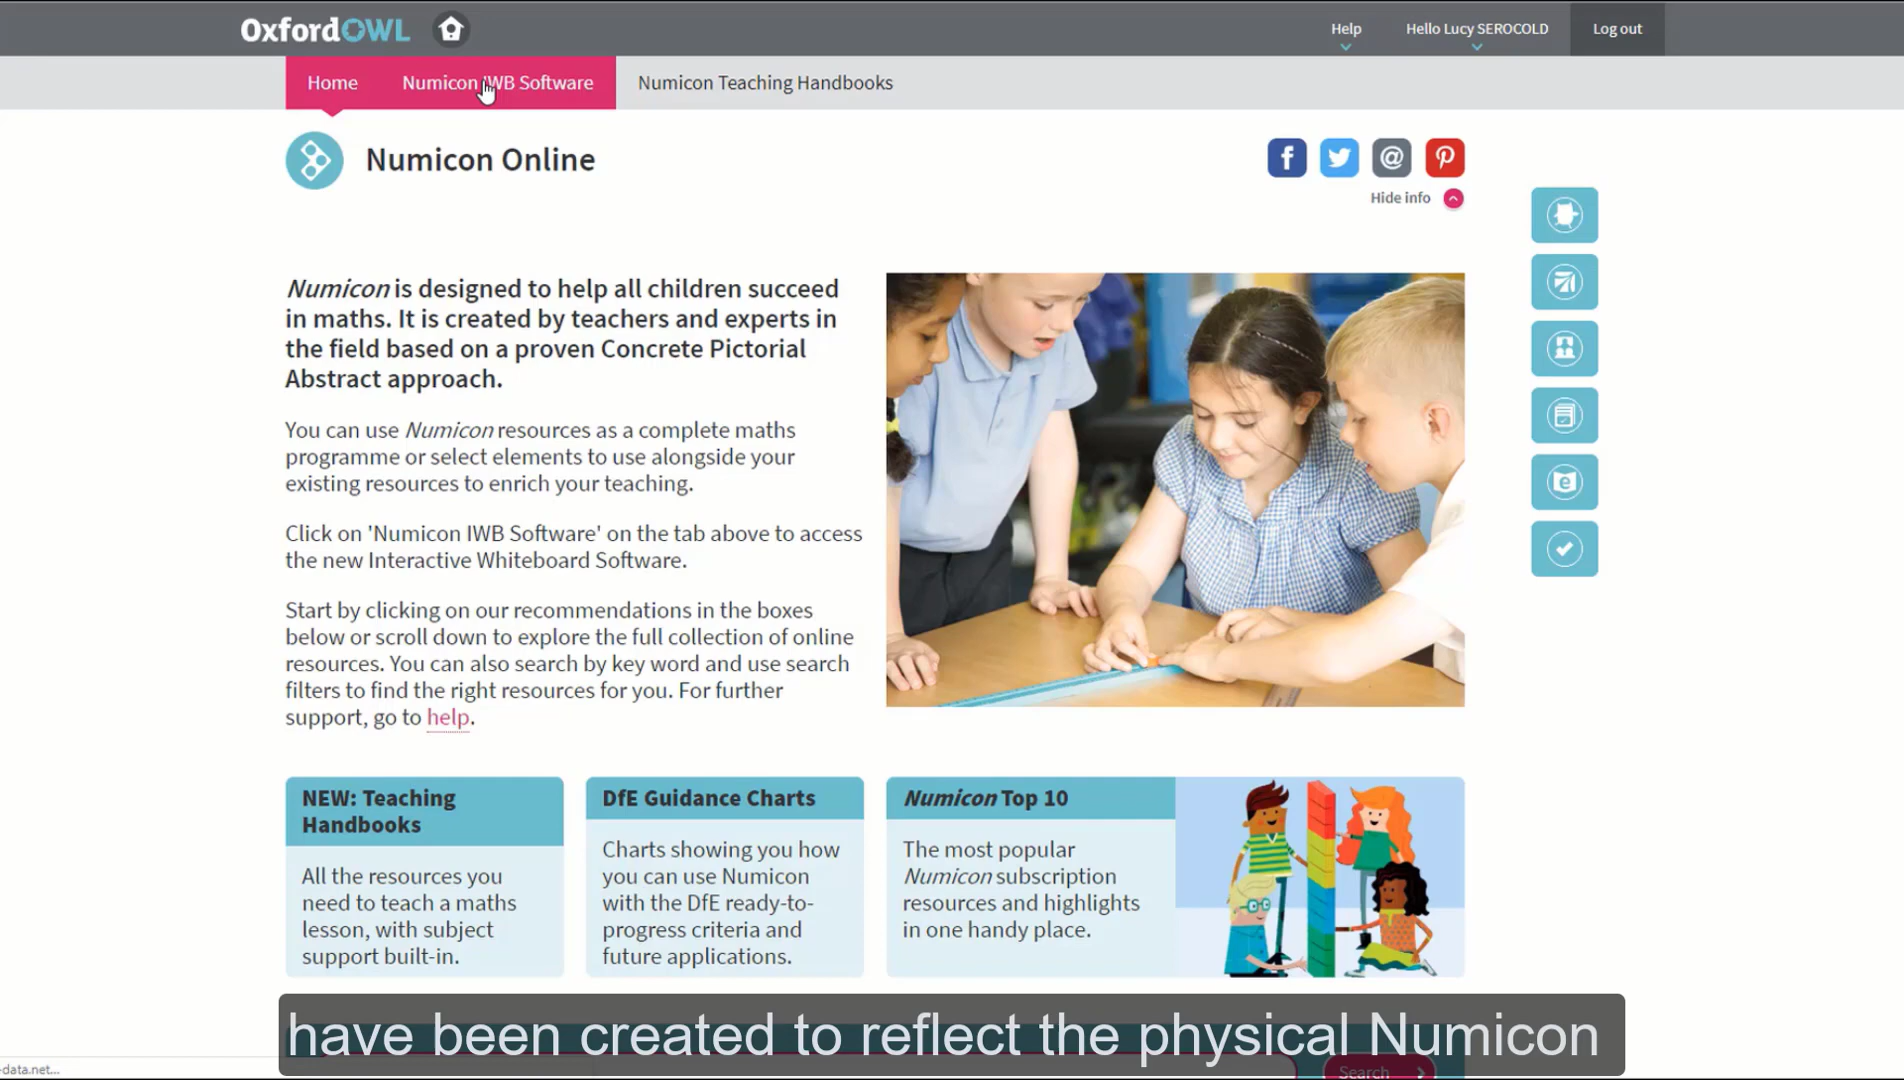 OxfordOWL
Help
Hello Lucy SEROCOLD
Log out
Home
Numicon IWB Software
Numicon Teaching Handbooks
Numicon Online
Hide info
Numicon is designed to help all children succeed
in maths. It is created by teachers and experts in
the field based on a proven Concrete Pictorial
Abstract approach.
You can use Numicon resources as a complete maths
programme or select elements to use alongside your
existing resources to enrich your teaching.
Click on 'Numicon IWB Software' on the tab above to access
the new Interactive Whiteboard Software.
Start by clicking on our recommendations in the boxes
below or scroll down to explore the full collection of online
resources. You can also search by key word and use search
filters to find the right resources for you. For further
support, go to help.
NEW: Teaching
Handbooks
All the resources you
need to teach a maths
lesson, with subject
support built-in.
DfE Guidance Charts
Charts showing you how
you can use Numicon
with the DfE ready-to-
progress criteria and
future applications.
Numicon Top 10
The most popular
Numicon subscription
resources and highlights
in one handy place.
have been created to reflect the physical Numicon
-data.net...
Search